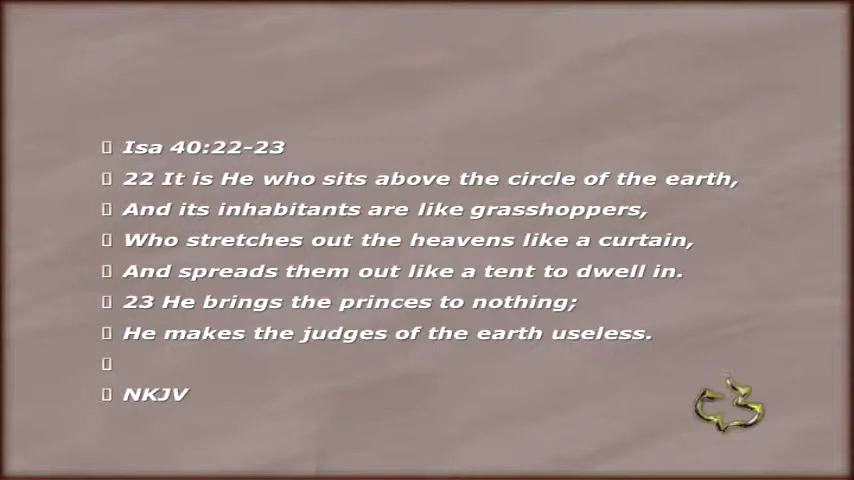 Isa 40:22-23
22 It is He who sits above the circle of the earth,
And its inhabitants are like grasshoppers,
Who stretches out the heavens like a curtain,
And spreads them out like a tent to dwell in.
23 He brings the princes to nothing;
He makes the judges of the earth useless.
NKJV